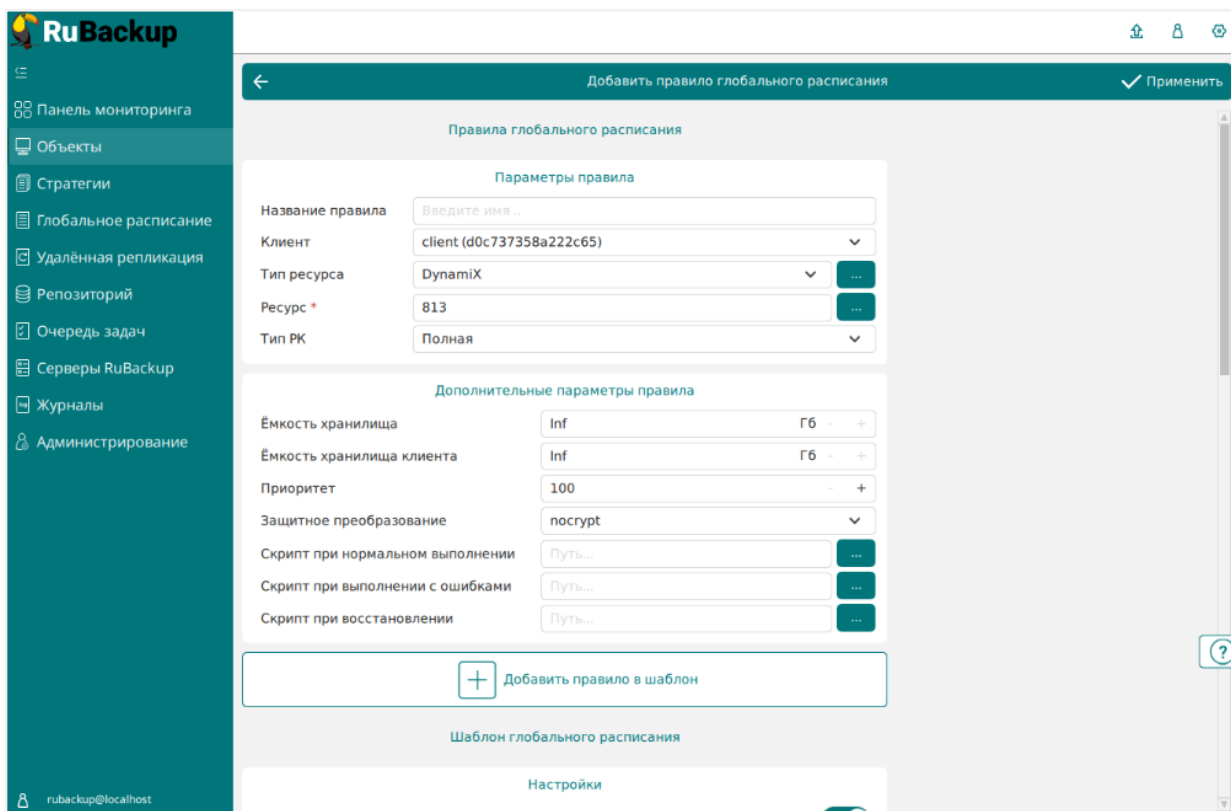 RuBackup
Панель мониторинга
Объекты
Стратегии
Глобальное расписание
Удалённая репликация
Репозиторий
Очередь задач
Серверы RuBackup
Журналы
Администрирование
rubackup@localhost
Добавить правило глобального расписания
Применить
Правила глобального расписания
Параметры правила
Название правила Введите имя ..
Клиент client (d0c737358a222c65)
Тип ресурса DynamiX ...
Ресурс * 813 ...
Тип РК Полная
Дополнительные параметры правила
Ёмкость хранилища Inf Гб - +
Ёмкость хранилища клиента Inf Гб - +
Приоритет 100 - +
Защитное преобразование nocrypt
Скрипт при нормальном выполнении Путь... ...
Скрипт при выполнении с ошибками Путь... ...
Скрипт при восстановлении Путь... ...
Добавить правило в шаблон
?
Шаблон глобального расписания
Настройки